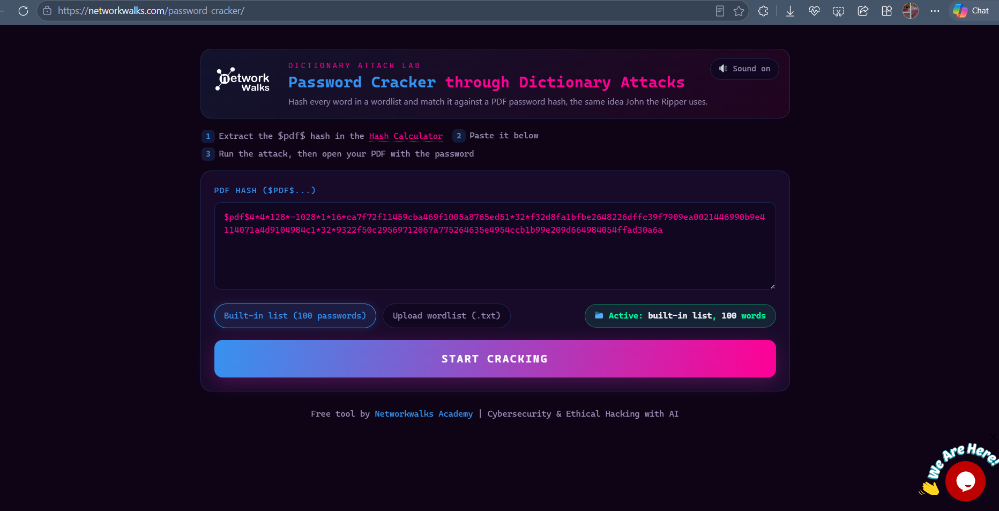 https://networkwalks.com/password-cracker/
Chat
network
Walks
DICTIONARY ATTACK LAB
Sound on
Password Cracker through Dictionary Attacks
Hash every word in a wordlist and match it against a PDF password hash, the same idea John the Ripper uses.
1 Extract the $pdf$ hash in the Hash Calculator 2 Paste it below
3 Run the attack, then open your PDF with the password
PDF HASH ($PDF$...)
$pdf$4*4*128*-1028*1*16*ca7f72f11459cba469f1005a8765ed51*32*f32d8fa1bfbe2648226dffc39f7909ea0021446990b9e4
114071a4d9104984c1*32*9322f50c29569712067a775264635e4954ccb1b99e209d664984054ffad30a6a
Built-in list (100 passwords) Upload wordlist (.txt) Active: built-in list, 100 words
START CRACKING
Free tool by Networkwalks Academy | Cybersecurity & Ethical Hacking with AI
We Are Here!